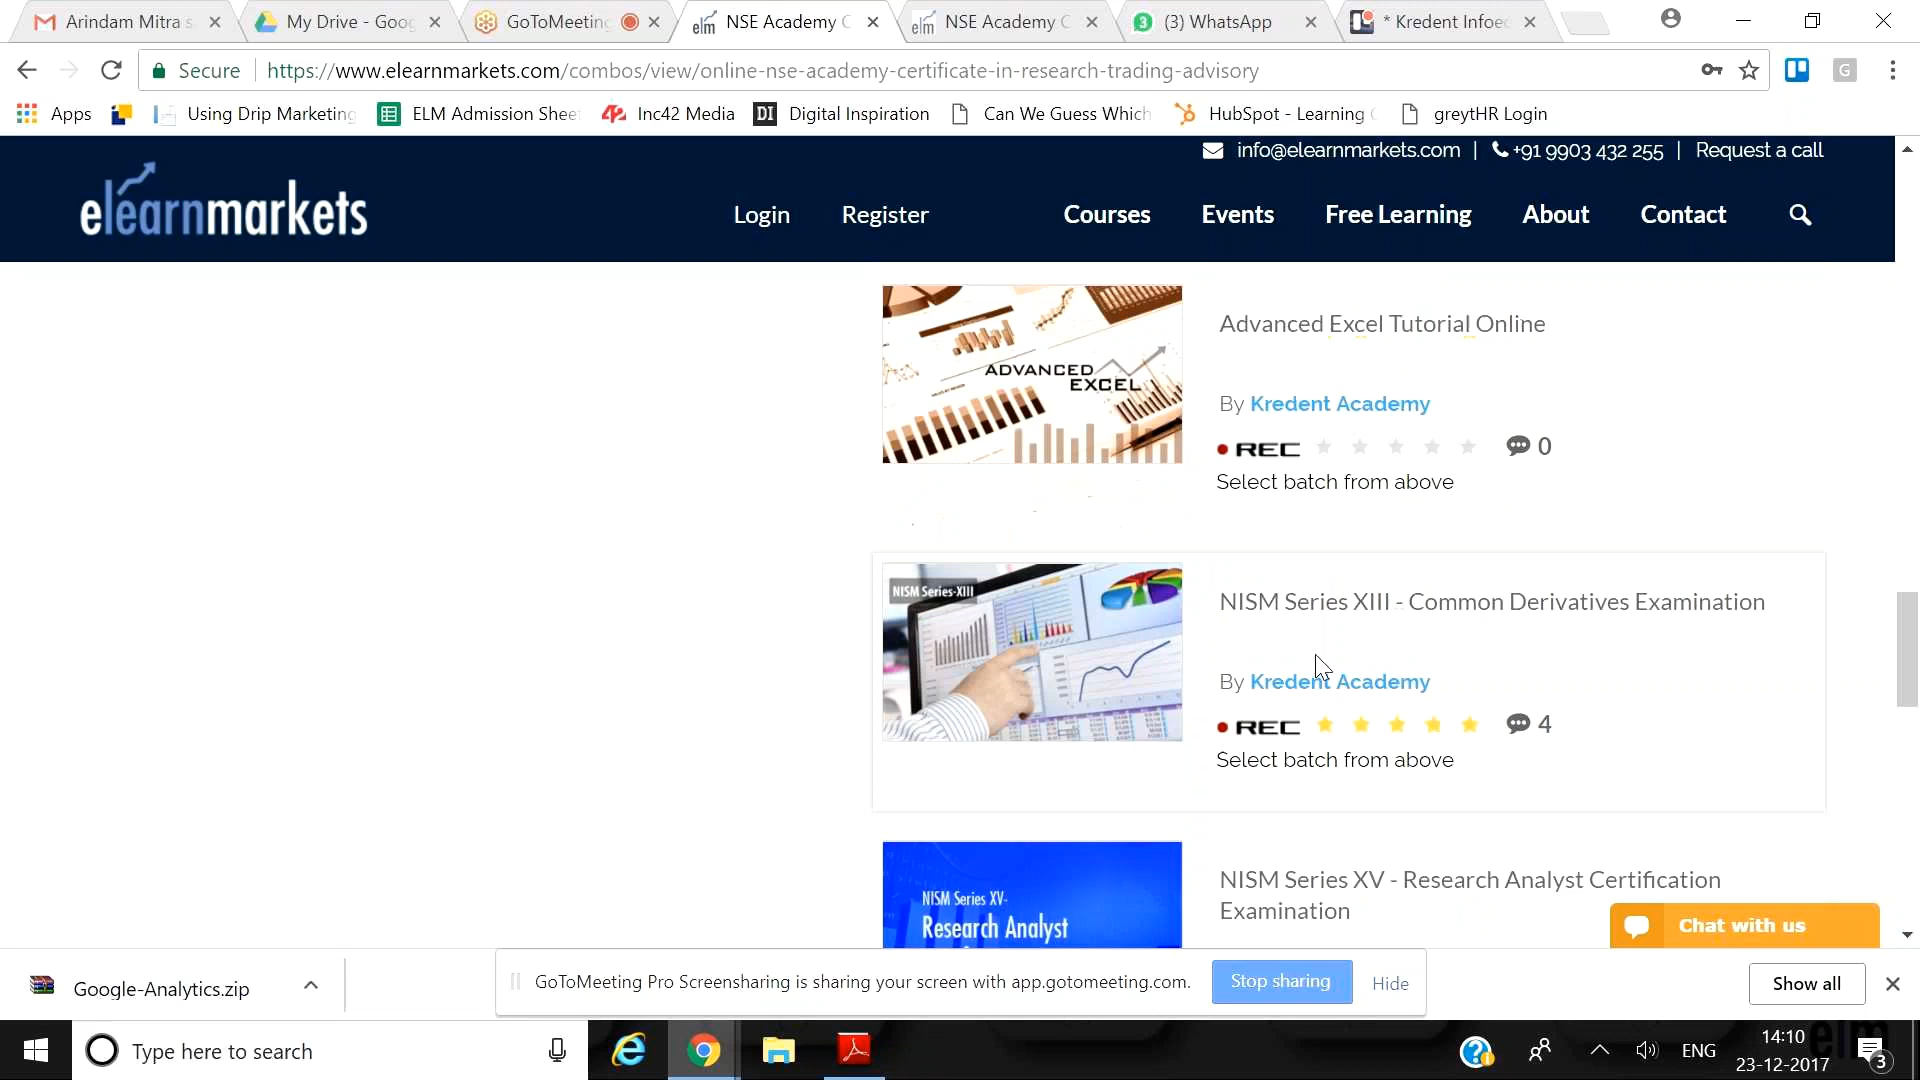 Arindam Mitra s
My Drive - Goog
GoToMeeting
NSE Academy C
NSE Academy C
(3) WhatsApp
* Kredent Infoed
Secure
https://www.elearnmarkets.com/combos/view/online-nse-academy-certificate-in-research-trading-advisory
G
Apps
Using Drip Marketing
ELM Admission Shee
42 Inc42 Media
DI Digital Inspiration
Can We Guess Which
HubSpot - Learning C
greytHR Login
info@elearnmarkets.com | +91 9903 432 255 | Request a call
elearnmarkets
Login
Register
Courses
Events
Free Learning
About
Contact
ADVANCED
EXCEL
Advanced Excel Tutorial Online
By Kredent Academy
REC
0
Select batch from above
NISM Series-XIII
NISM Series XIII - Common Derivatives Examination
By Kredent Academy
REC
4
Select batch from above
NISM Series XV-
Research Analyst
NISM Series XV - Research Analyst Certification
Examination
Chat with us
Google-Analytics.zip
GoToMeeting Pro Screensharing is sharing your screen with app.gotomeeting.com.
Stop sharing
Hide
Show all
Type here to search
ENG
14:10
23-12-2017
3
elm